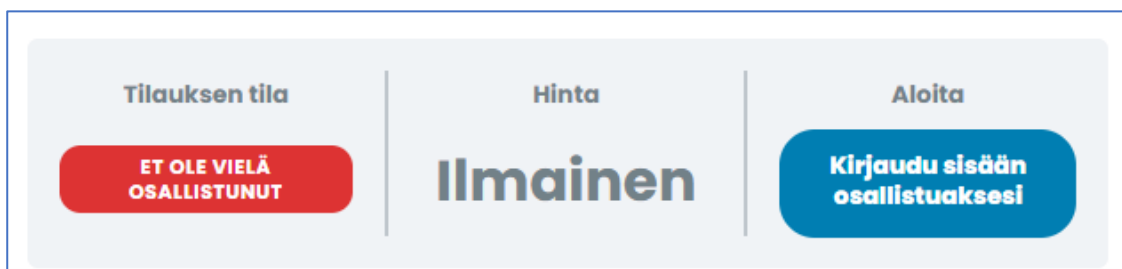 Tilauksen tila
ET OLE VIELÄ
OSALLISTUNUT
Hinta
Ilmainen
Aloita
Kirjaudu sisään
osallistuaksesi